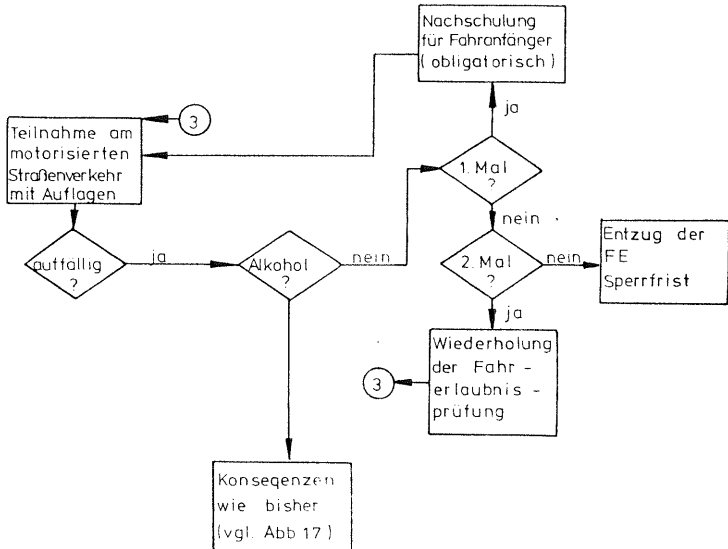 Nachschulung
für Fahranfänger
(obligatorisch)
ja
3
Teilnahme am
motorisierten
Straßenverkehr
mit Auflagen
1. Mal
?
nein
auffällig
?
ja
Alkohol
?
nein
2. Mal
?
nein
Entzug der
FE
Sperrfrist
ja
Wiederholung
der Fahr-
erlaubnis-
prüfung
3
Konseqenzen
wie bisher
(vgl. Abb 17)